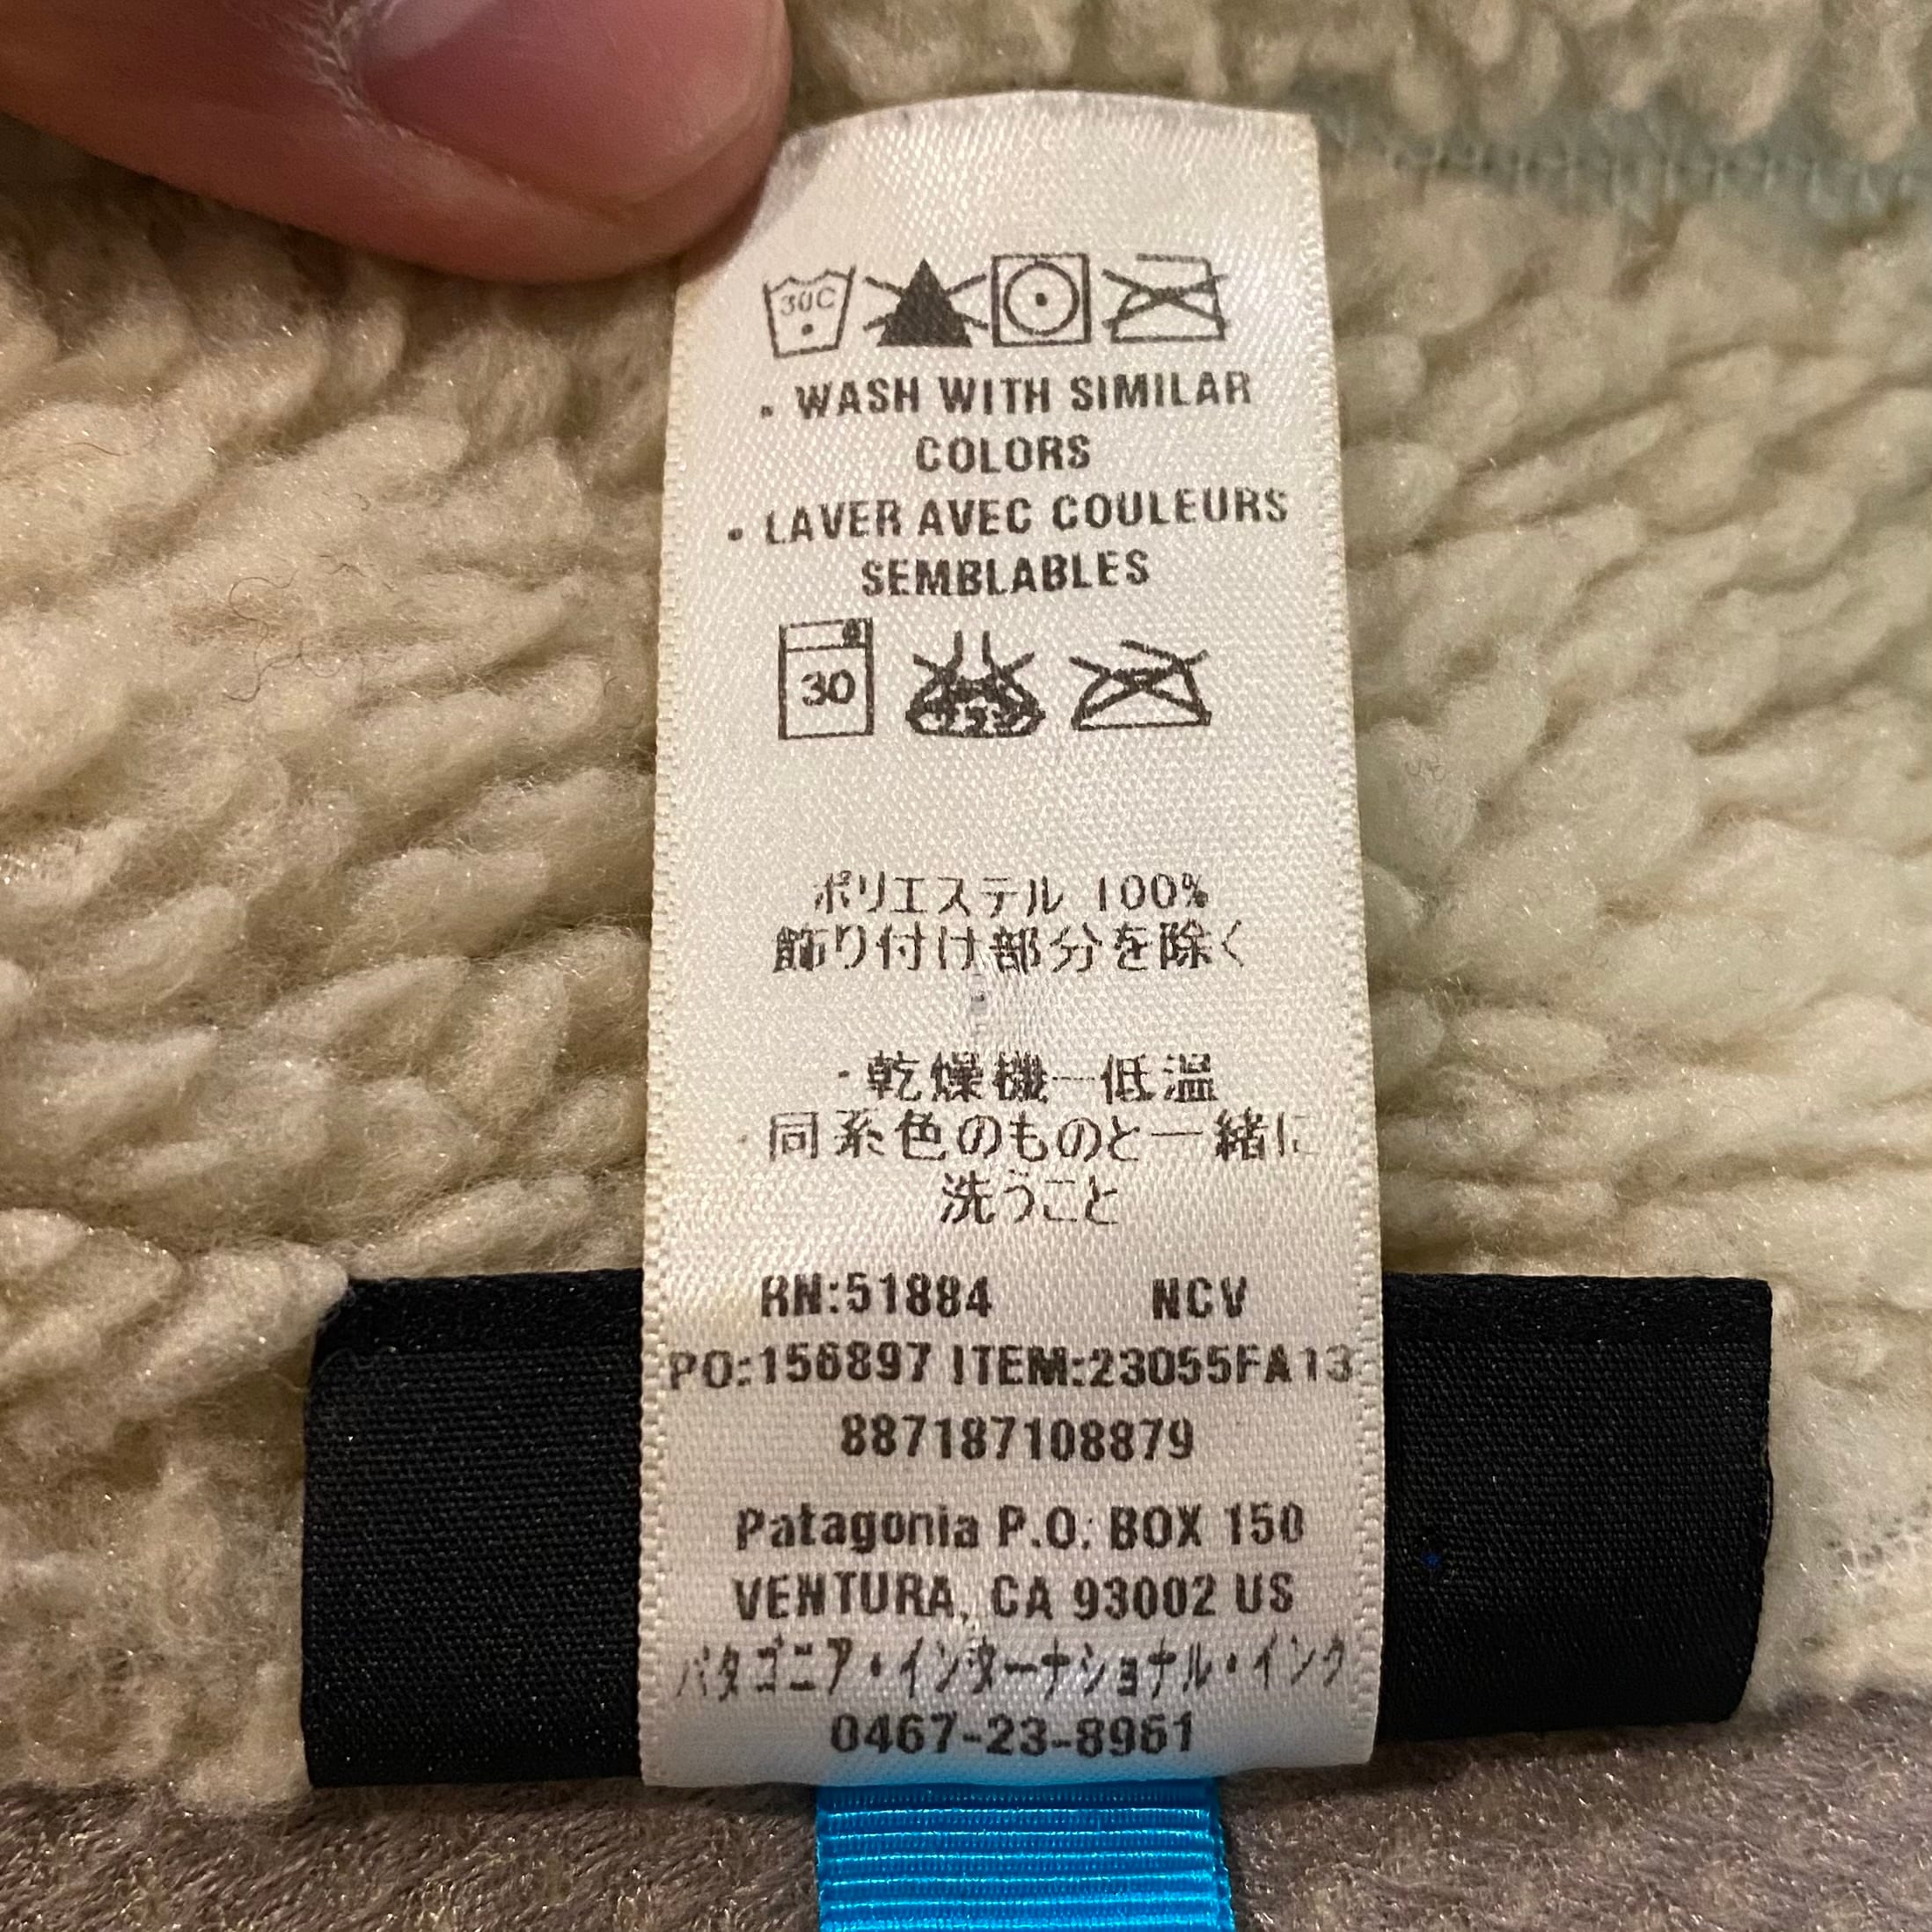 30C
. WASH WITH SIMILAR
COLORS
. LAVER AVEC COULEURS
SEMBLABLES
30
ポリエステル 100%
飾り付け部分を除く
・乾燥機一低温
同系色のものと一緒に
洗うこと
RN:51884 NCV
PO:156897 ITEM:23055FA13
887187108879
Patagonia P.O. BOX 150
VENTURA, CA 93002 US
パタゴニア・インターナショナル・インク
0467-23-8961